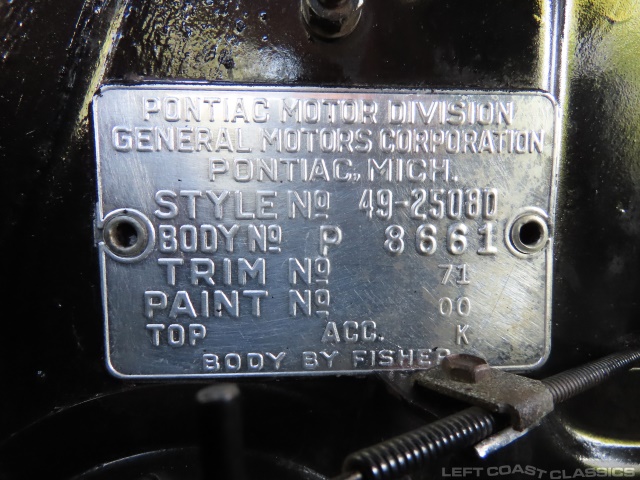 PONTIAC MOTOR DIVISION
GENERAL MOTORS CORPORATION
PONTIAC, MICH.
STYLE Nº 49-2508D
BODY Nº P 8661
TRIM Nº 71
PAINT Nº 00
TOP ACC. K
BODY BY FISHER
LEFT COAST CLASSICS